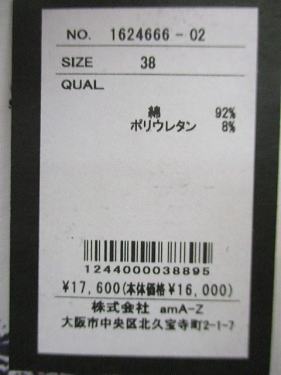 NO. 1624666-02
SIZE 38
QUAL.
綿 92%
ポリウレタン 8%
1244000038895
¥17,600(本体価格¥16,000)
株式会社 amA-Z
大阪市中央区北久宝寺町2-1-7